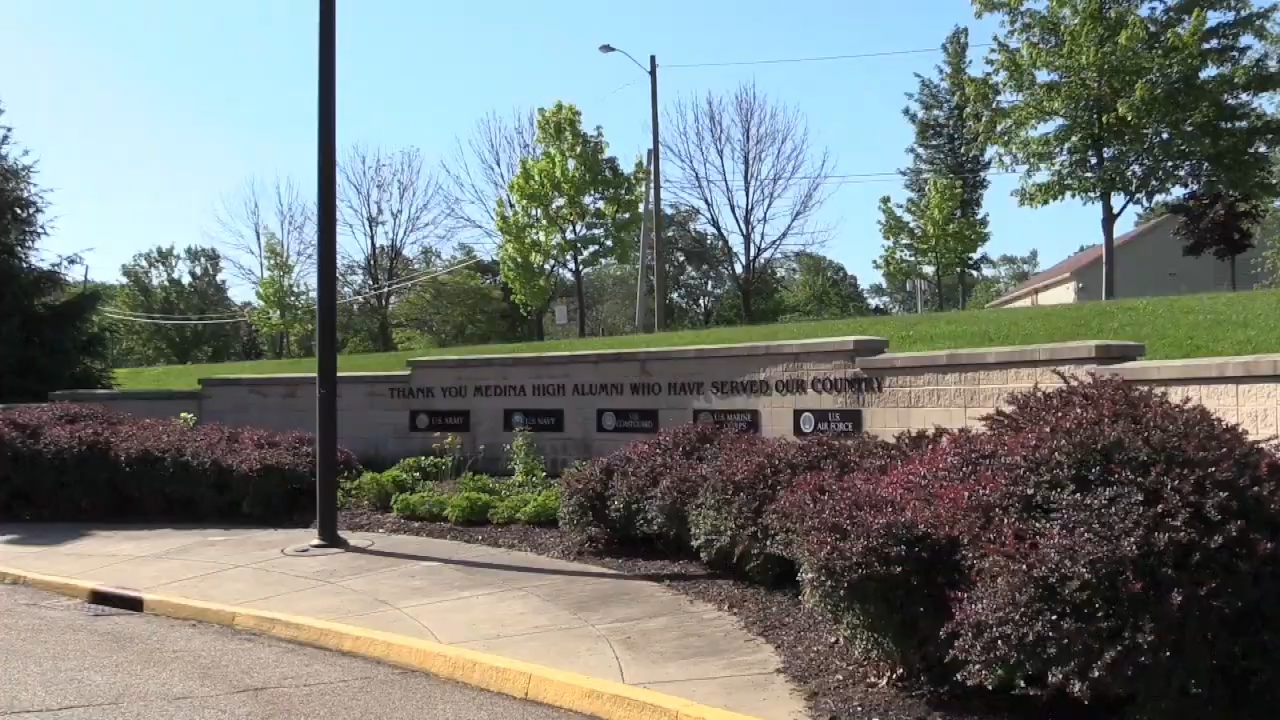 THANK YOU MEDINA HIGH ALUMNI WHO HAVE SERVED OUR COUNTRY
U.S. ARMY
U.S. NAVY
U.S.
COAST GUARD
U.S. MARINE
CORPS
U.S.
AIR FORCE